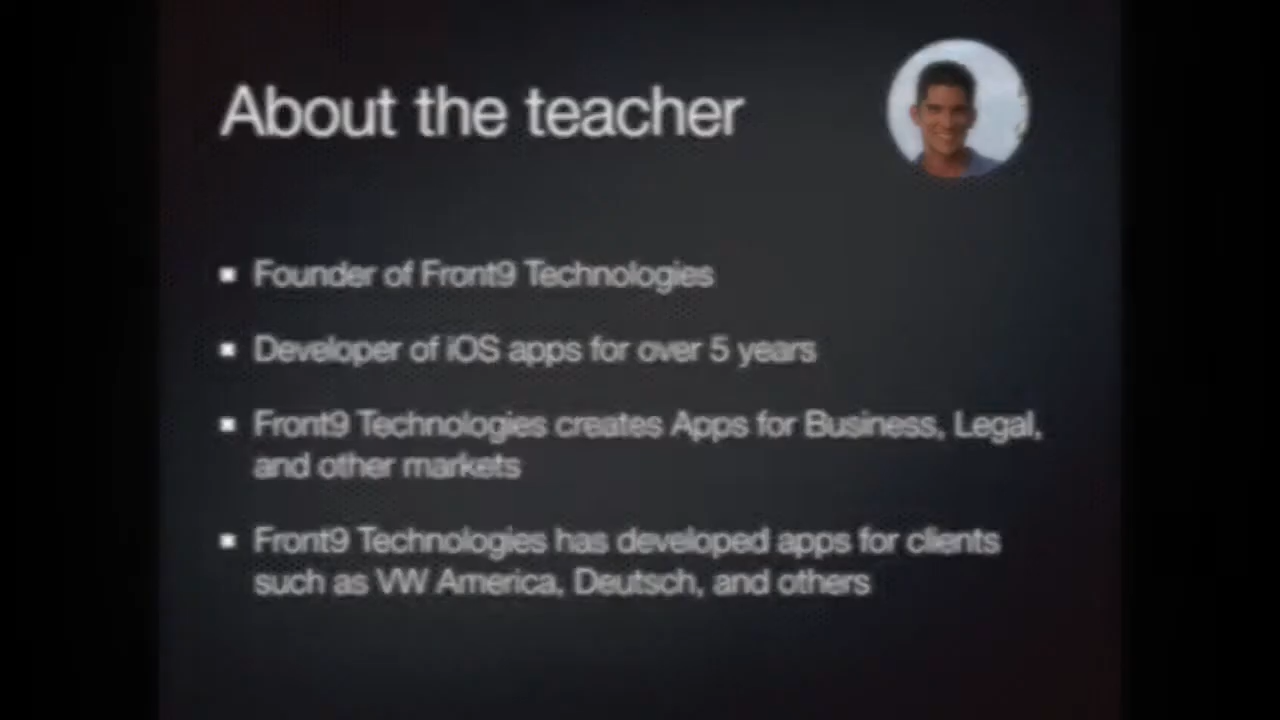 About the teacher
Founder of Front9 Technologies
Developer of iOS apps for over 5 years
Front9 Technologies creates Apps for Business, Legal,
and other markets
Front9 Technologies has developed apps for clients
such as VW America, Deutsch, and others